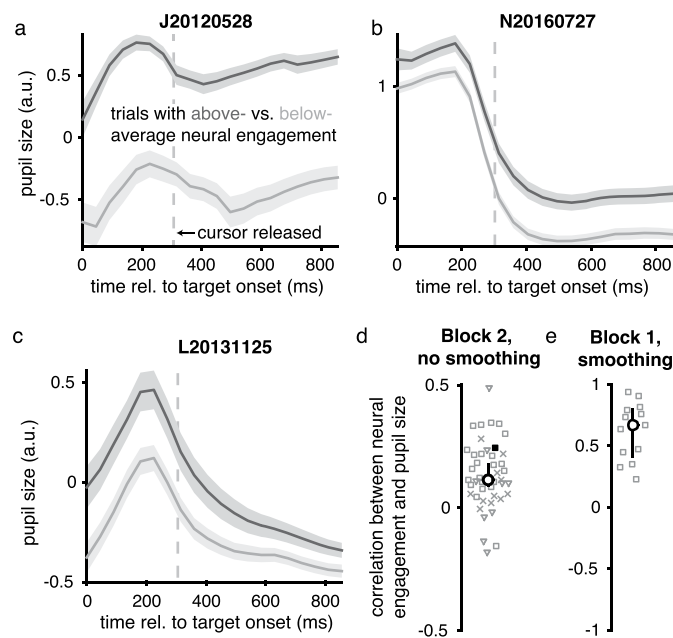 a
J20120528
pupil size (a.u.)
0.5
0
-0.5
trials with above- vs. below-
average neural engagement
←cursor released
0 200 400 600 800
time rel. to target onset (ms)
b
N20160727
1
0
0 200 400 600 800
time rel. to target onset (ms)
c
L20131125
pupil size (a.u.)
0.5
0
-0.5
0 200 400 600 800
time rel. to target onset (ms)
d
Block 2,
no smoothing
correlation between neural
engagement and pupil size
0.5
0
-0.5
e
Block 1,
smoothing
1
0.5
0
-0.5
-1